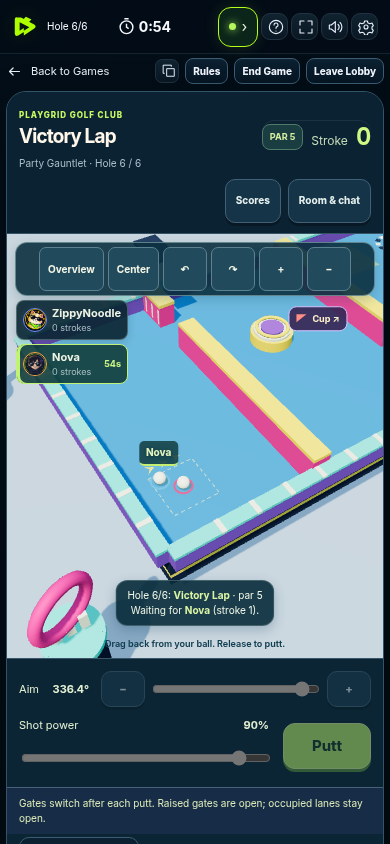 Hole 6/6
0:54
Back to Games
Rules
End Game
Leave Lobby
PLAYGRID GOLF CLUB
Victory Lap
PAR 5
Stroke 0
Party Gauntlet · Hole 6 / 6
Scores
Room & chat
Overview
Center
↶
↷
+
−
ZippyNoodle
0 strokes
Nova
0 strokes
54s
Cup ↗
Nova
Hole 6/6: Victory Lap · par 5
Waiting for Nova (stroke 1).
Drag back from your ball. Release to putt.
Aim 336.4°
−
+
Shot power 90%
Putt
Gates switch after each putt. Raised gates are open; occupied lanes stay
open.